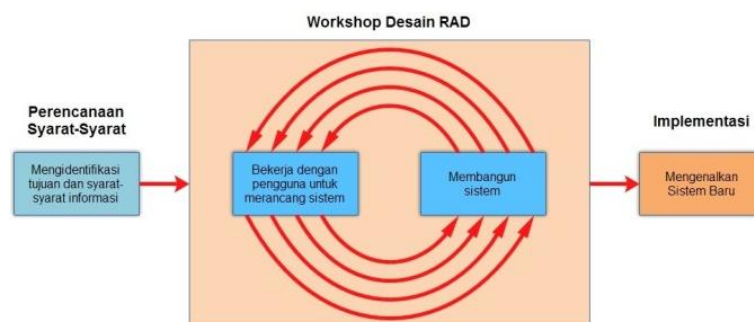 Workshop Desain RAD
Perencanaan
Syarat-Syarat
Mengidentifikasi
tujuan dan syarat-
syarat informasi
Bekerja dengan
pengguna untuk
merancang sistem
Membangun
sistem
Implementasi
Mengenalkan
Sistem Baru